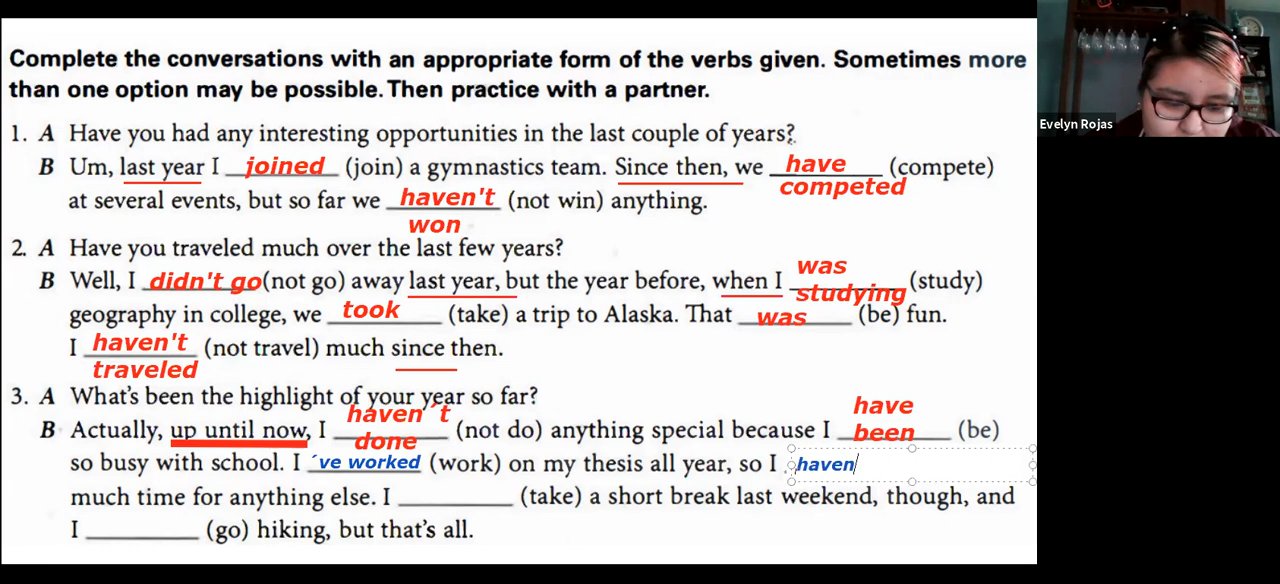 Complete the conversations with an appropriate form of the verbs given. Sometimes more
than one option may be possible. Then practice with a partner.
Evelyn Rojas
1. A Have you had any interesting opportunities in the last couple of years?
B Um, last year I joined (join) a gymnastics team. Since then, we have competed (compete)
at several events, but so far we haven't won (not win) anything.
2. A Have you traveled much over the last few years?
B Well, I didn't go (not go) away last year, but the year before, when I was studying (study)
geography in college, we took (take) a trip to Alaska. That was (be) fun.
I haven't traveled (not travel) much since then.
3. A What's been the highlight of your year so far?
B Actually, up until now, I haven´t done (not do) anything special because I have been (be)
so busy with school. I ´ve worked (work) on my thesis all year, so I haven
much time for anything else. I ________ (take) a short break last weekend, though, and
I ________ (go) hiking, but that's all.